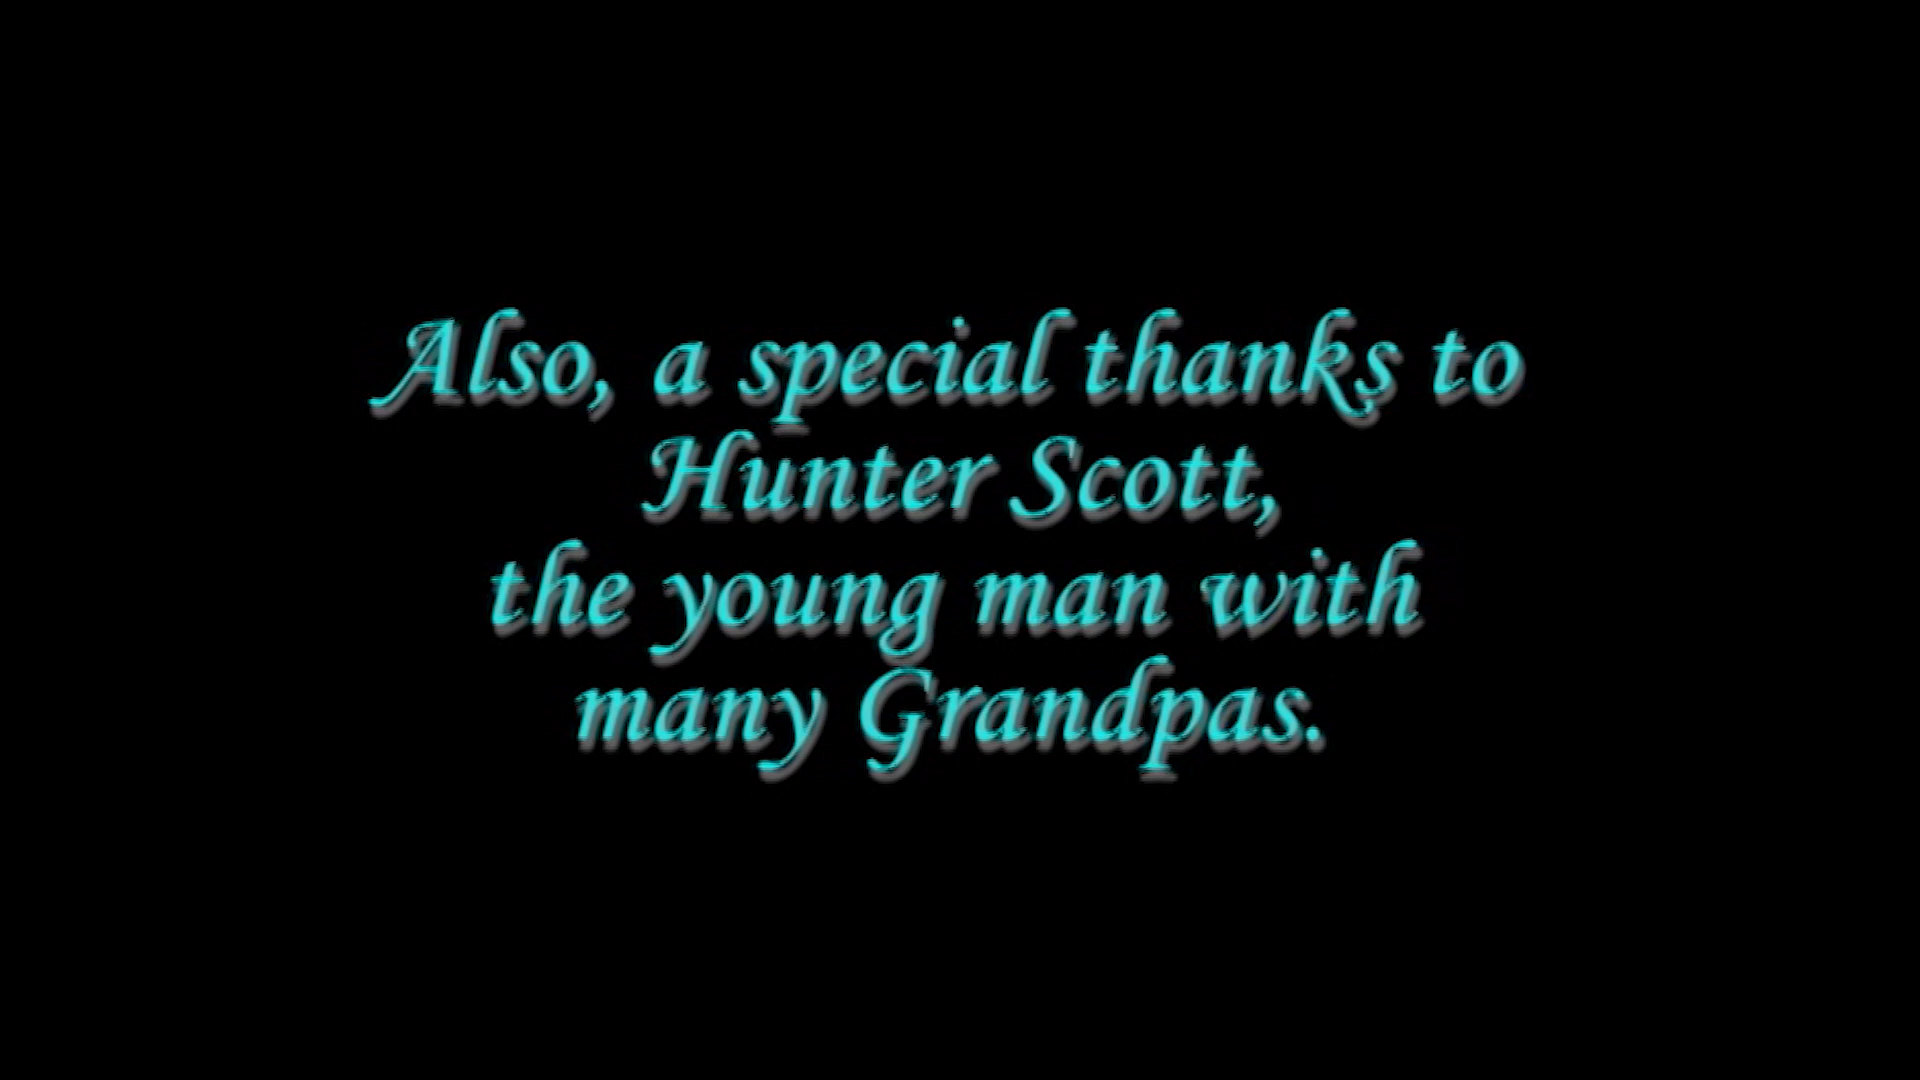 Also, a special thanks to
Hunter Scott,
the young man with
many Grandpas.